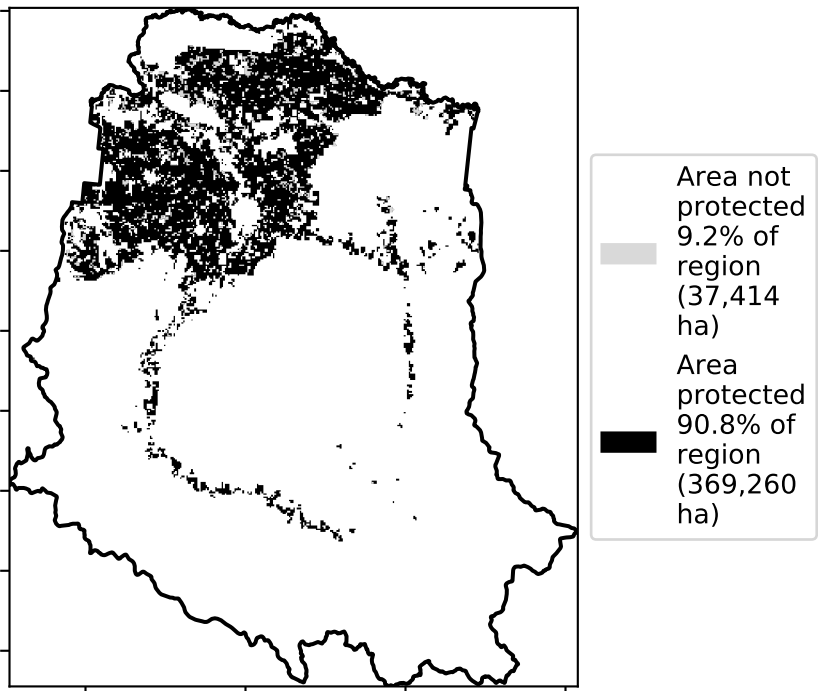 Area not
protected
9.2% of
region
(37,414
ha)
Area
protected
90.8% of
region
(369,260
ha)